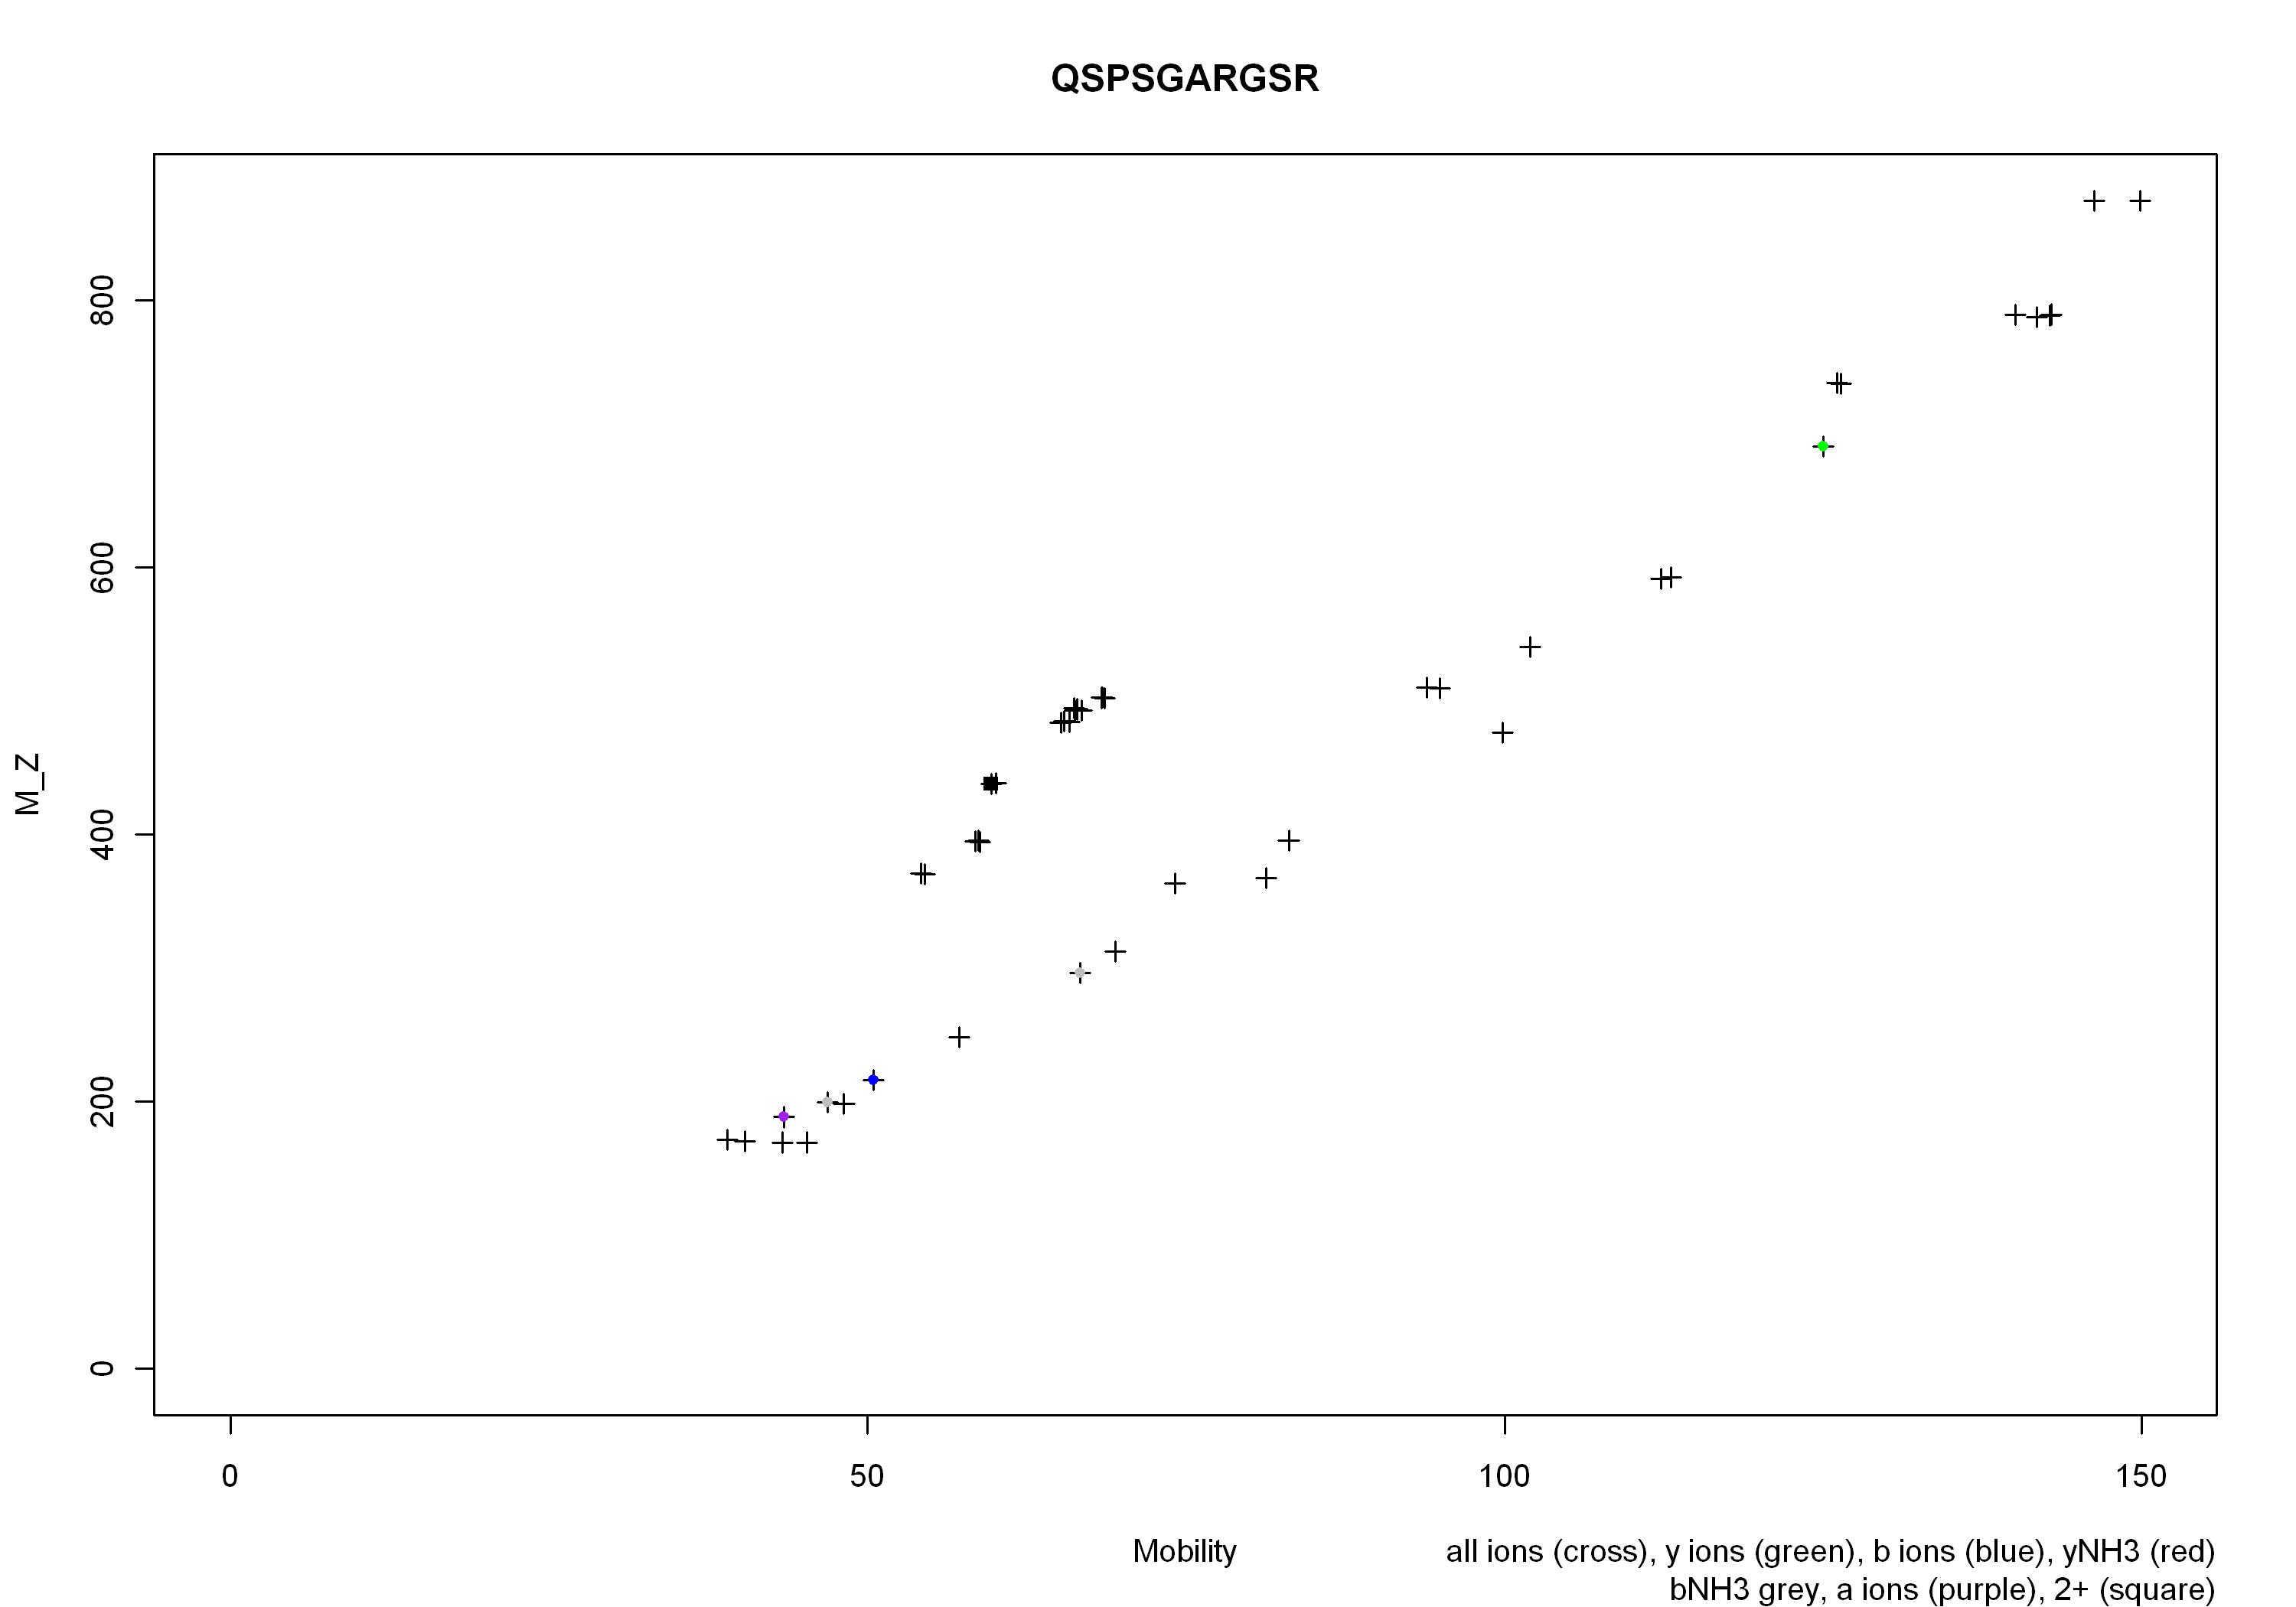 QSPSGARGSR
800
600
400
200
0
M_Z
0 50 100 150
Mobility
all ions (cross), y ions (green), b ions (blue), yNH3 (red)
bNH3 grey, a ions (purple), 2+ (square)